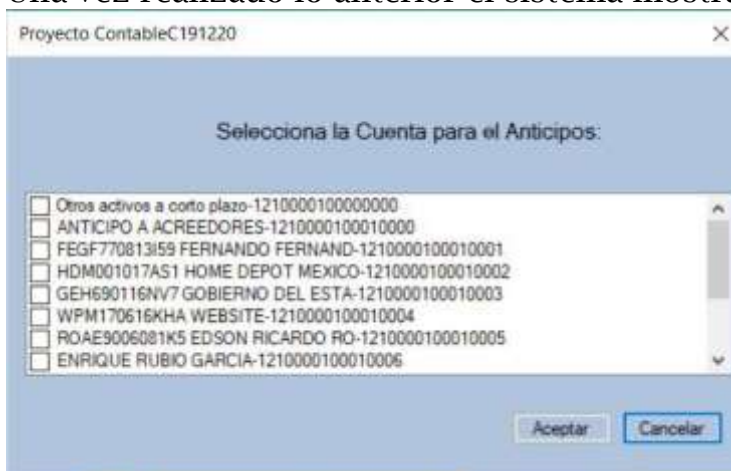 Una vez realizado lo anterior el sistema mostra
Proyecto ContableC191220
Selecciona la Cuenta para el Anticipos:
Otros activos a corto plazo-1210000100000000
ANTICIPO A ACREEDORES-1210000100010000
FEGF770813I59 FERNANDO FERNAND-1210000100010001
HDM001017AS1 HOME DEPOT MEXICO-1210000100010002
GEH690116NV7 GOBIERNO DEL ESTA-1210000100010003
WPM170616KHA WEBSITE-1210000100010004
ROAE9006081K5 EDSON RICARDO RO-1210000100010005
ENRIQUE RUBIO GARCIA-1210000100010006
Aceptar Cancelar